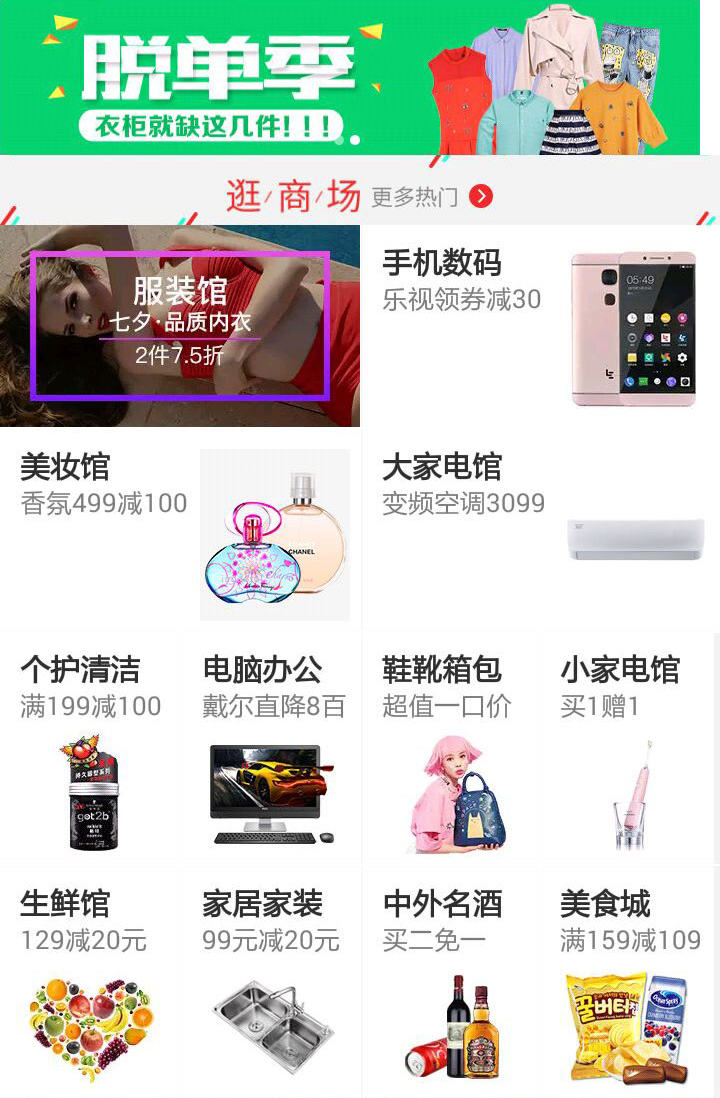 脱单季
衣柜就缺这几件!!!
逛商场 更多热门
服装馆
七夕·品质内衣
2件7.5折
手机数码
乐视领券减30
05:49
美妆馆
香氛499减100
CHANEL
大家电馆
变频空调3099
个护清洁
满199减100
got2b
电脑办公
戴尔直降8百
鞋靴箱包
超值一口价
小家电馆
买1赠1
生鲜馆
129减20元
家居家装
99元减20元
中外名酒
买二免一
美食城
满159减109
꿀버터칩
Ocean Spray